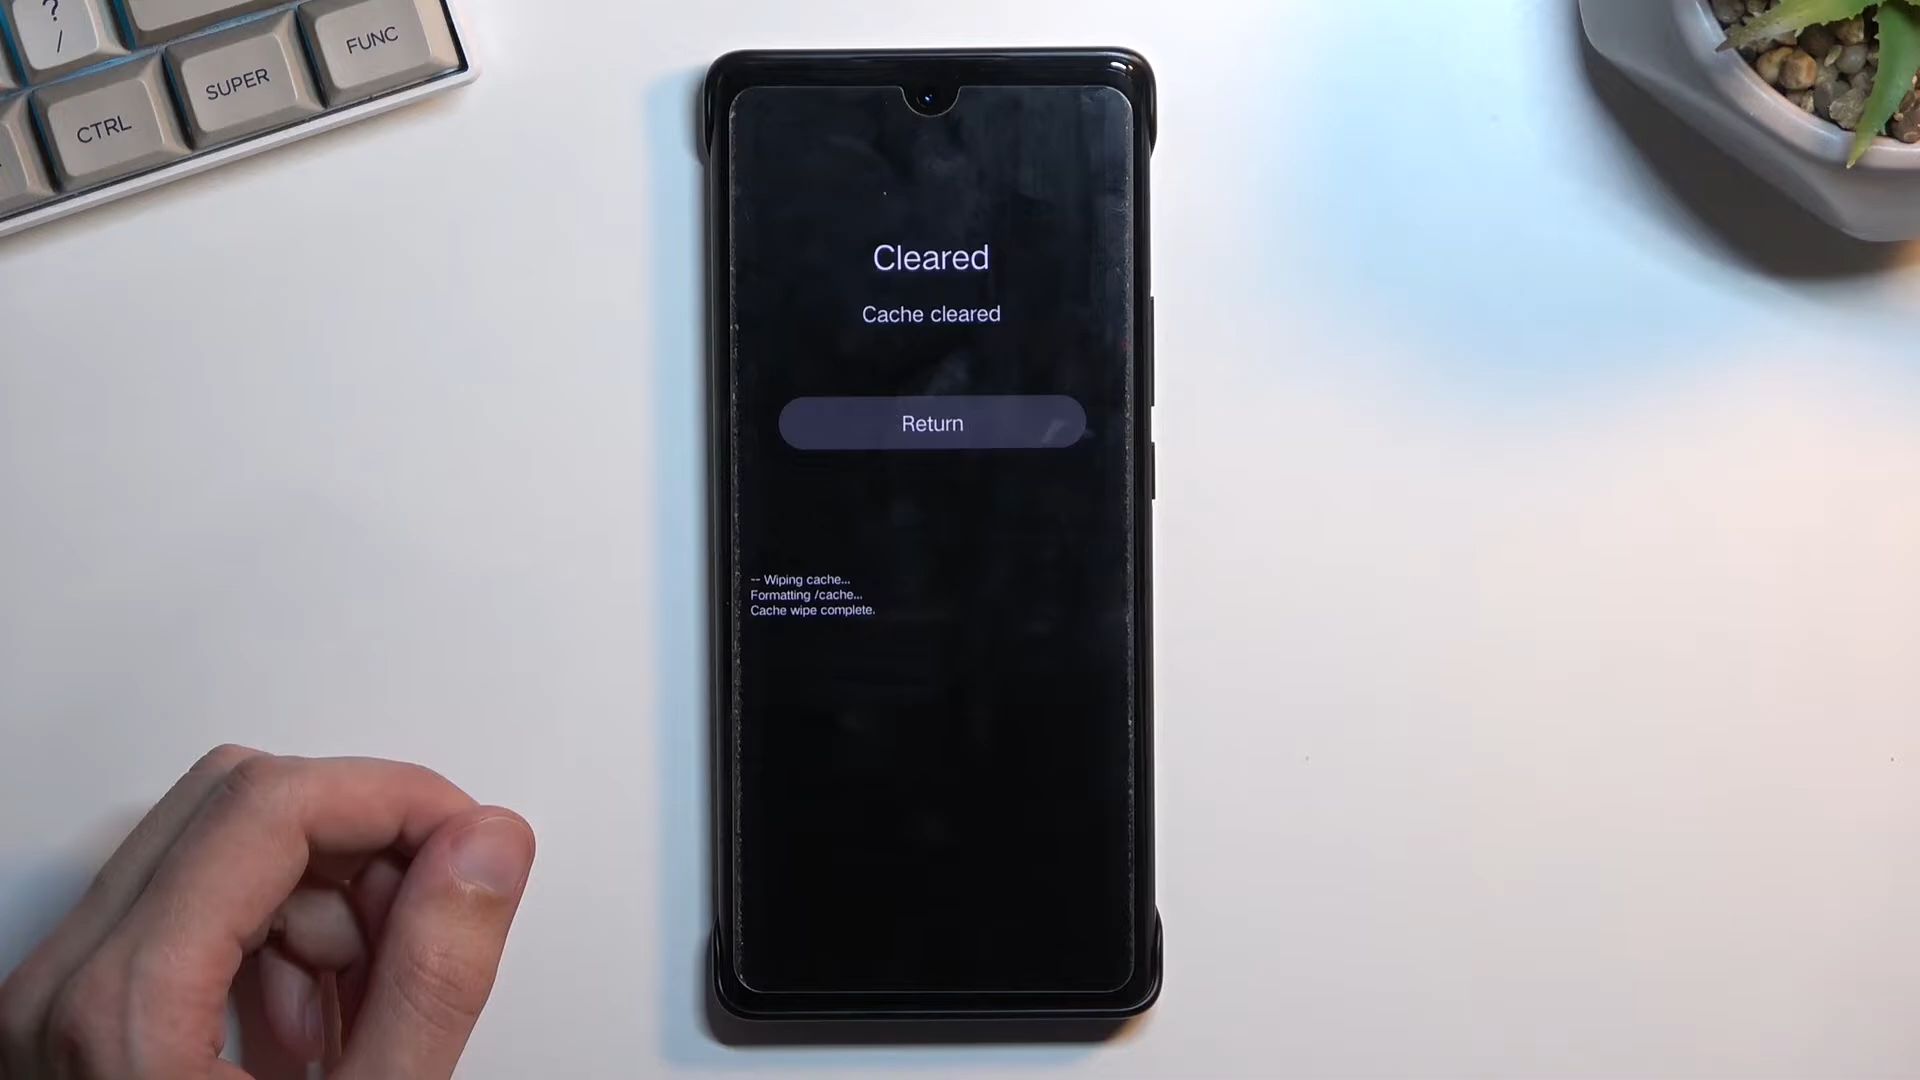 ?
/
CTRL
SUPER
FUNC
Cleared
Cache cleared
Return
-- Wiping cache...
Formatting /cache...
Cache wipe complete.